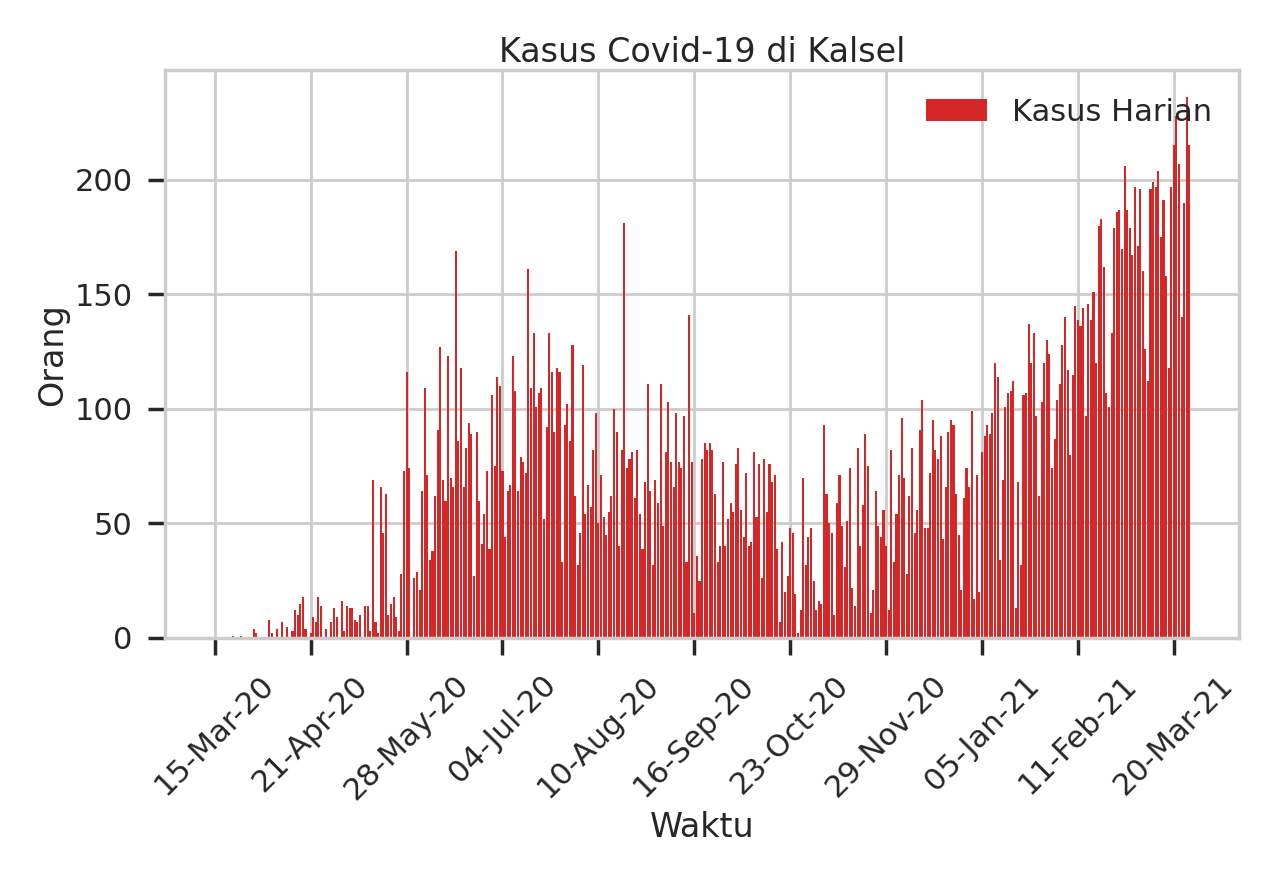 Kasus Covid-19 di Kalsel
Kasus Harian
Orang
200
150
100
50
0
15-Mar-20
21-Apr-20
28-May-20
04-Jul-20
10-Aug-20
16-Sep-20
23-Oct-20
29-Nov-20
05-Jan-21
11-Feb-21
20-Mar-21
Waktu